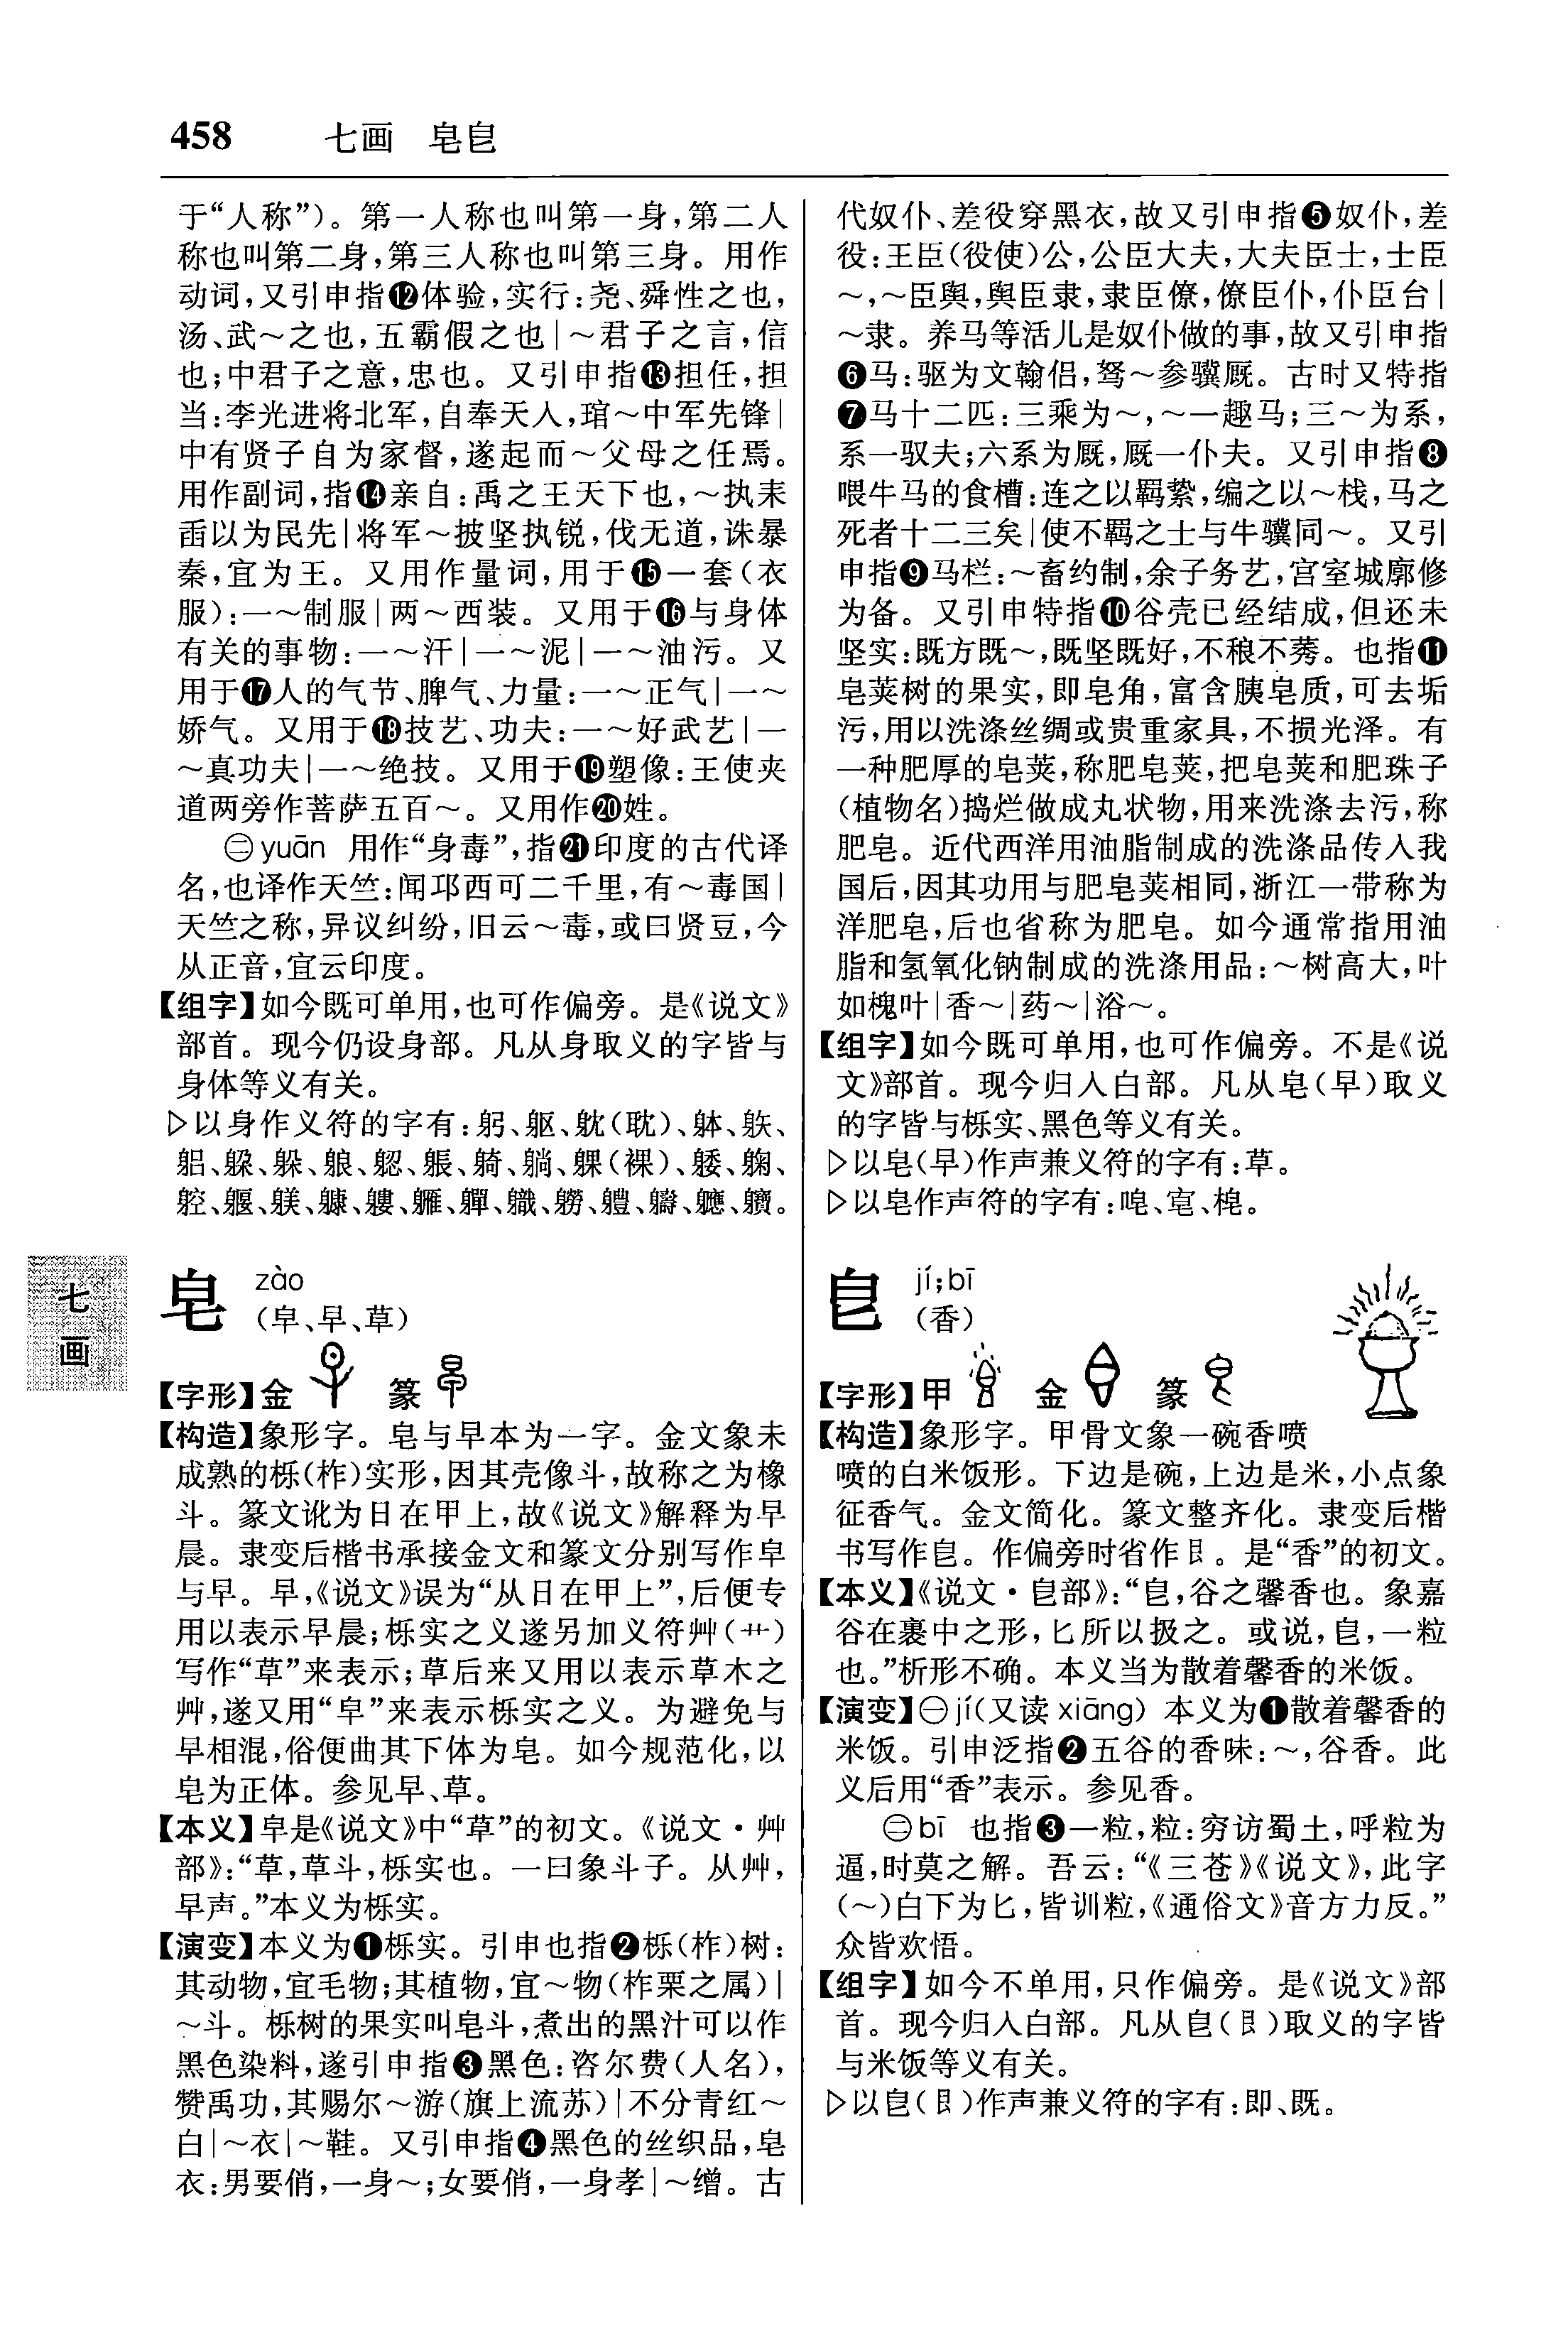 458 七画 皂皀
于“人称”)。第一人称也叫第一身,第二人
称也叫第二身,第三人称也叫第三身。用作
动词,又引申指⓬体验,实行:尧、舜性之也,
汤、武～之也,五霸假之也|～君子之言,信
也;中君子之意,忠也。又引申指⓭担任,担
当:李光进将北军,自奉天入,琯～中军先锋|
中有贤子自为家督,遂起而～父母之任焉。
用作副词,指⓮亲自:禹之王天下也,～执耒
臿以为民先|将军～披坚执锐,伐无道,诛暴
秦,宜为王。又用作量词,用于⓯一套(衣
服):一～制服|两～西装。又用于⓰与身体
有关的事物:一～汗|一～泥|一～油污。又
用于⓱人的气节、脾气、力量:一～正气|一～
娇气。又用于⓲技艺、功夫:一～好武艺|一
～真功夫|一～绝技。又用于⓳塑像:王使夹
道两旁作菩萨五百～。又用作⓴姓。
㊁yuān 用作“身毒”,指㉑印度的古代译
名,也译作天竺:闻邛西可二千里,有～毒国|
天竺之称,异议纠纷,旧云～毒,或曰贤豆,今
从正音,宜云印度。
【组字】如今既可单用,也可作偏旁。是《说文》
部首。现今仍设身部。凡从身取义的字皆与
身体等义有关。
▷以身作义符的字有:躬、躯、躭(耽)、躰、
躲、躴、躺、躶(裸)、
軃、
皂 zào
(皁、早、草)
【字形】金 篆
【构造】象形字。皂与早本为一字。金文象未
成熟的栎(柞)实形,因其壳像斗,故称之为橡
斗。篆文讹为日在甲上,故《说文》解释为早
晨。隶变后楷书承接金文和篆文分别写作皁
与早。早,《说文》误为“从日在甲上”,后便专
用以表示早晨;栎实之义遂另加义符艸(艹)
写作“草”来表示;草后来又用以表示草木之
艸,遂又用“皁”来表示栎实之义。为避免与
早相混,俗便曲其下体为皂。如今规范化,以
皂为正体。参见早、草。
【本义】皁是《说文》中“草”的初文。《说文·艸
部》:“草,草斗,栎实也。一曰象斗子。从艸,
早声。”本义为栎实。
【演变】本义为❶栎实。引申也指❷栎(柞)树:
其动物,宜毛物;其植物,宜～物(柞栗之属)|
～斗。栎树的果实叫皂斗,煮出的黑汁可以作
黑色染料,遂引申指❸黑色:咨尔费(人名),
赞禹功,其赐尔～游(旗上流苏)|不分青红～
白|～衣|～鞋。又引申指❹黑色的丝织品,皂
衣:男要俏,一身～;女要俏,一身孝|～缯。古
代奴仆、差役穿黑衣,故又引申指❺奴仆,差
役:王臣(役使)公,公臣大夫,大夫臣士,士臣
～,～臣舆,舆臣隶,隶臣僚,僚臣仆,仆臣台|
～隶。养马等活儿是奴仆做的事,故又引申指
❻马:驱为文翰侣,驽～参骥厩。古时又特指
❼马十二匹:三乘为～,～一趣马;三～为系,
系一驭夫;六系为厩,厩一仆夫。又引申指❽
喂牛马的食槽:连之以羁絷,编之以～栈,马之
死者十二三矣|使不羁之士与牛骥同～。又引
申指❾马栏:～畜约制,余子务艺,宫室城廓修
为备。又引申特指❿谷壳已经结成,但还未
坚实:既方既～,既坚既好,不稂不莠。也指⓫
皂荚树的果实,即皂角,富含胰皂质,可去垢
污,用以洗涤丝绸或贵重家具,不损光泽。有
一种肥厚的皂荚,称肥皂荚,把皂荚和肥珠子
(植物名)捣烂做成丸状物,用来洗涤去污,称
肥皂。近代西洋用油脂制成的洗涤品传入我
国后,因其功用与肥皂荚相同,浙江一带称为
洋肥皂,后也省称为肥皂。如今通常指用油
脂和氢氧化钠制成的洗涤用品:～树高大,叶
如槐叶|香～|药～|浴～。
【组字】如今既可单用,也可作偏旁。不是《说
文》部首。现今归入白部。凡从皂(早)取义
的字皆与栎实、黑色等义有关。
▷以皂(早)作声兼义符的字有:草。
▷以皂作声符的字有:唣、
皀 jí;bī
(香)
【字形】甲 金 篆
【构造】象形字。甲骨文象一碗香喷
喷的白米饭形。下边是碗,上边是米,小点象
征香气。金文简化。篆文整齐化。隶变后楷
书写作皀。作偏旁时省作。是“香”的初文。
【本义】《说文·皀部》:“皀,谷之馨香也。象嘉
谷在裹中之形,匕所以扱之。或说,皀,一粒
也。”析形不确。本义当为散着馨香的米饭。
【演变】㊀jí(又读 xiāng) 本义为❶散着馨香的
米饭。引申泛指❷五谷的香味:～,谷香。此
义后用“香”表示。参见香。
㊁bī 也指❸一粒,粒:穷访蜀土,呼粒为
逼,时莫之解。吾云:“《三苍》《说文》,此字
(～)白下为匕,皆训粒,《通俗文》音方力反。”
众皆欢悟。
【组字】如今不单用,只作偏旁。是《说文》部
首。现今归入白部。凡从皀()取义的字皆
与米饭等义有关。
▷以皀()作声兼义符的字有:即、既。
七画